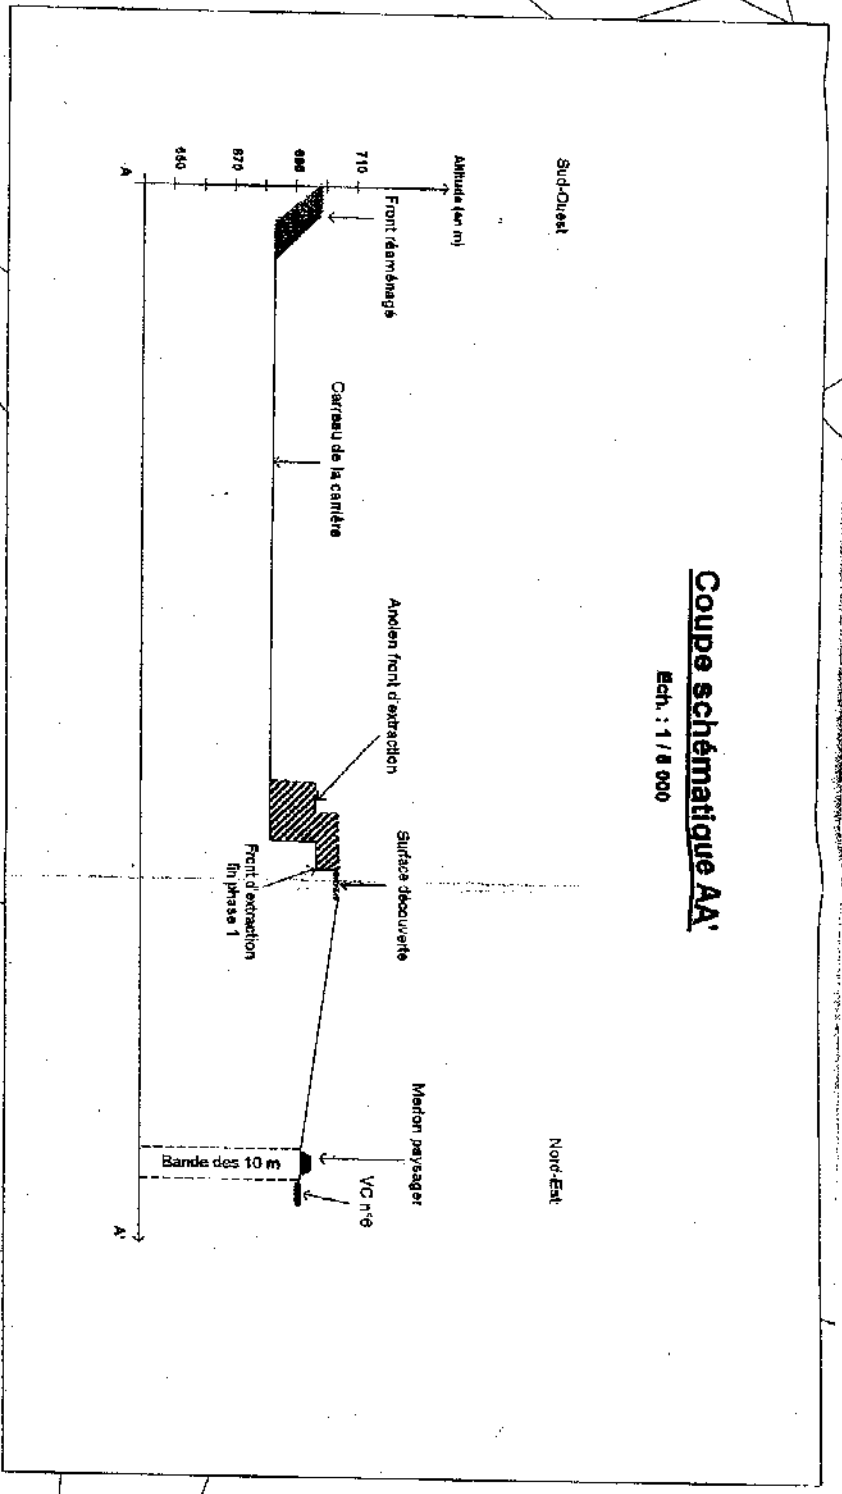 Coupe schématique AA'
Sud-Ouest
Nord-Est
Altitude (en m)
710
670
Front réaménagé
Carreau de la carrière
Ancien front d'extraction
Surface découverte
Merlon paysager
VC n°6
Front d'extraction
fin phase 1
Bande des 10 m
A
A'